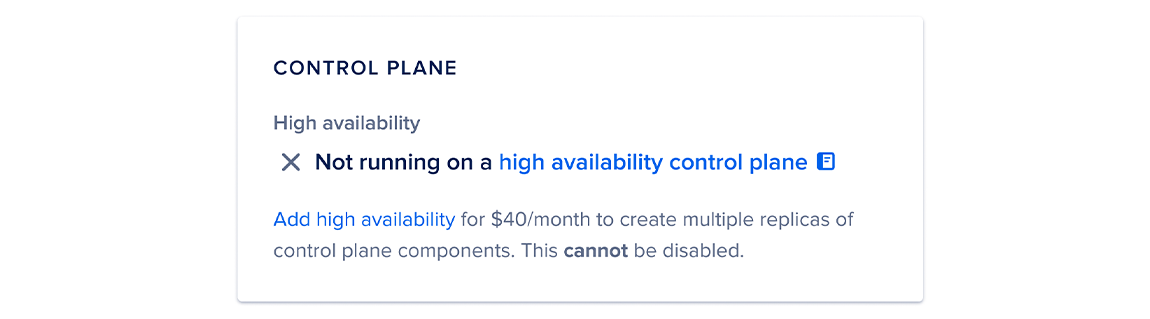 CONTROL PLANE
High availability
Not running on a high availability control plane
Add high availability for $40/month to create multiple replicas of
control plane components. This cannot be disabled.